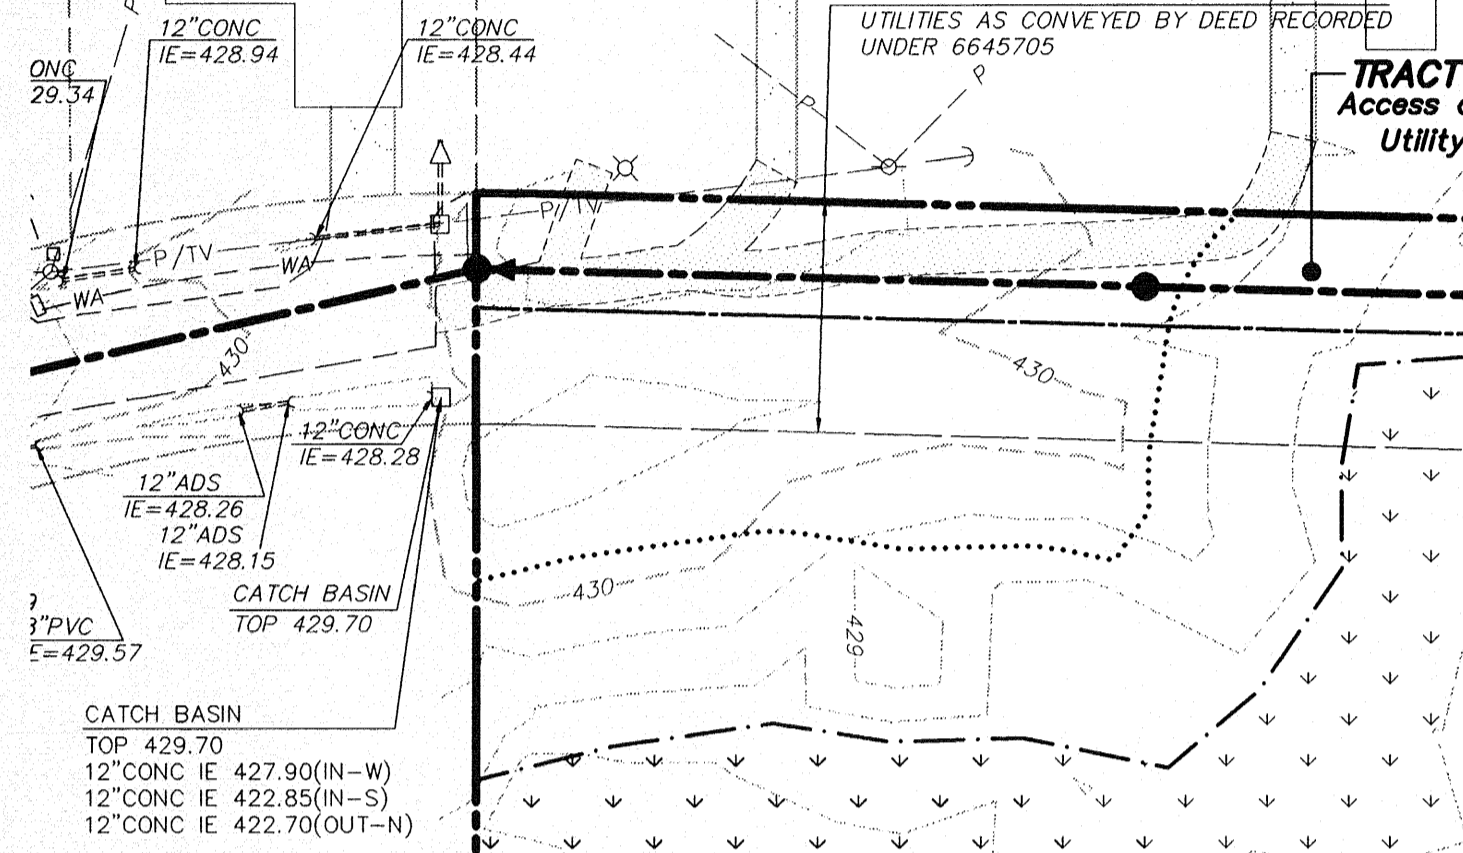 12"CONC
IE=428.94
12"CONC
IE=428.44
UTILITIES AS CONVEYED BY DEED RECORDED
UNDER 6645705
ONC
29.34
TRACT
Access
Utility
P
P
P
P/TV
P/TV
WA
WA
430
430
12"CONC
IE=428.28
12"ADS
IE=428.26
12"ADS
IE=428.15
CATCH BASIN
TOP 429.70
430
429
"PVC
E=429.57
CATCH BASIN
TOP 429.70
12"CONC IE 427.90(IN-W)
12"CONC IE 422.85(IN-S)
12"CONC IE 422.70(OUT-N)